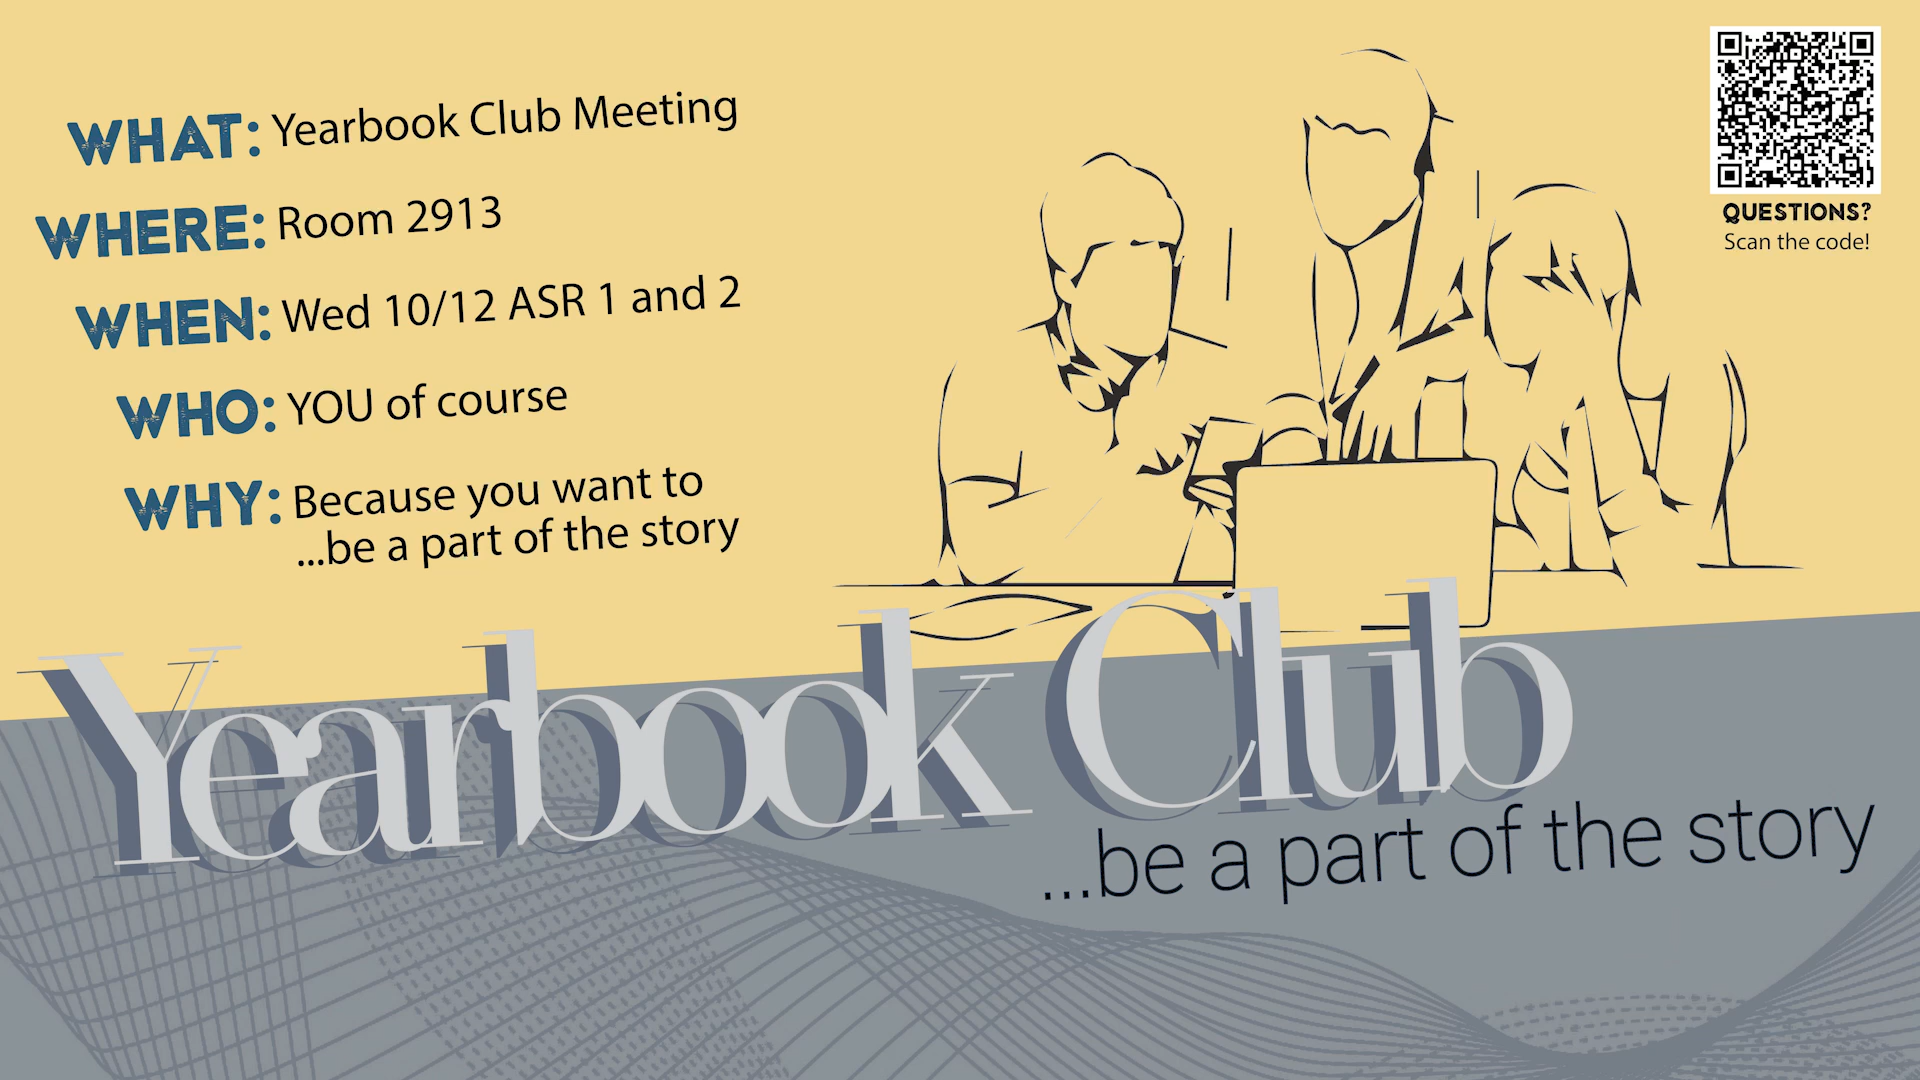 WHAT: Yearbook Club Meeting
WHERE: Room 2913
WHEN: Wed 10/12 ASR 1 and 2
WHO: YOU of course
WHY: Because you want to
...be a part of the story
QUESTIONS?
Scan the code!
Yearbook Club
...be a part of the story